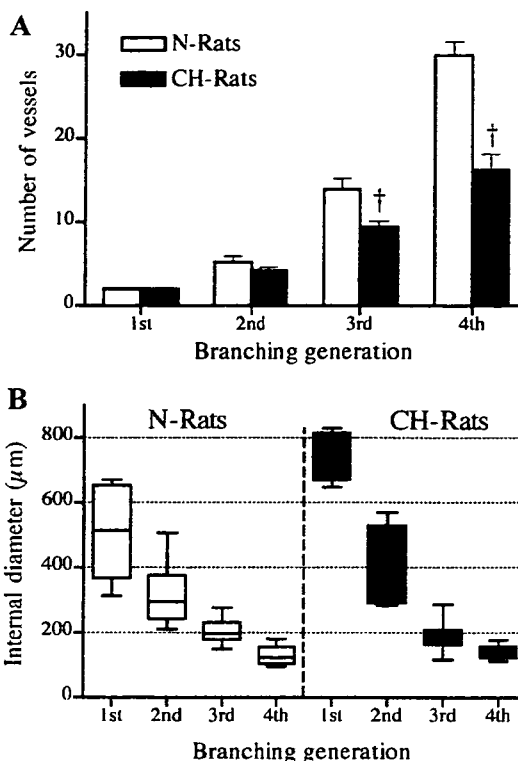 A
N-Rats
CH-Rats
Number of vessels
30
20
10
0
†
†
1st 2nd 3rd 4th
Branching generation
B
N-Rats CH-Rats
Internal diameter (µm)
800
600
400
200
0
1st 2nd 3rd 4th 1st 2nd 3rd 4th
Branching generation